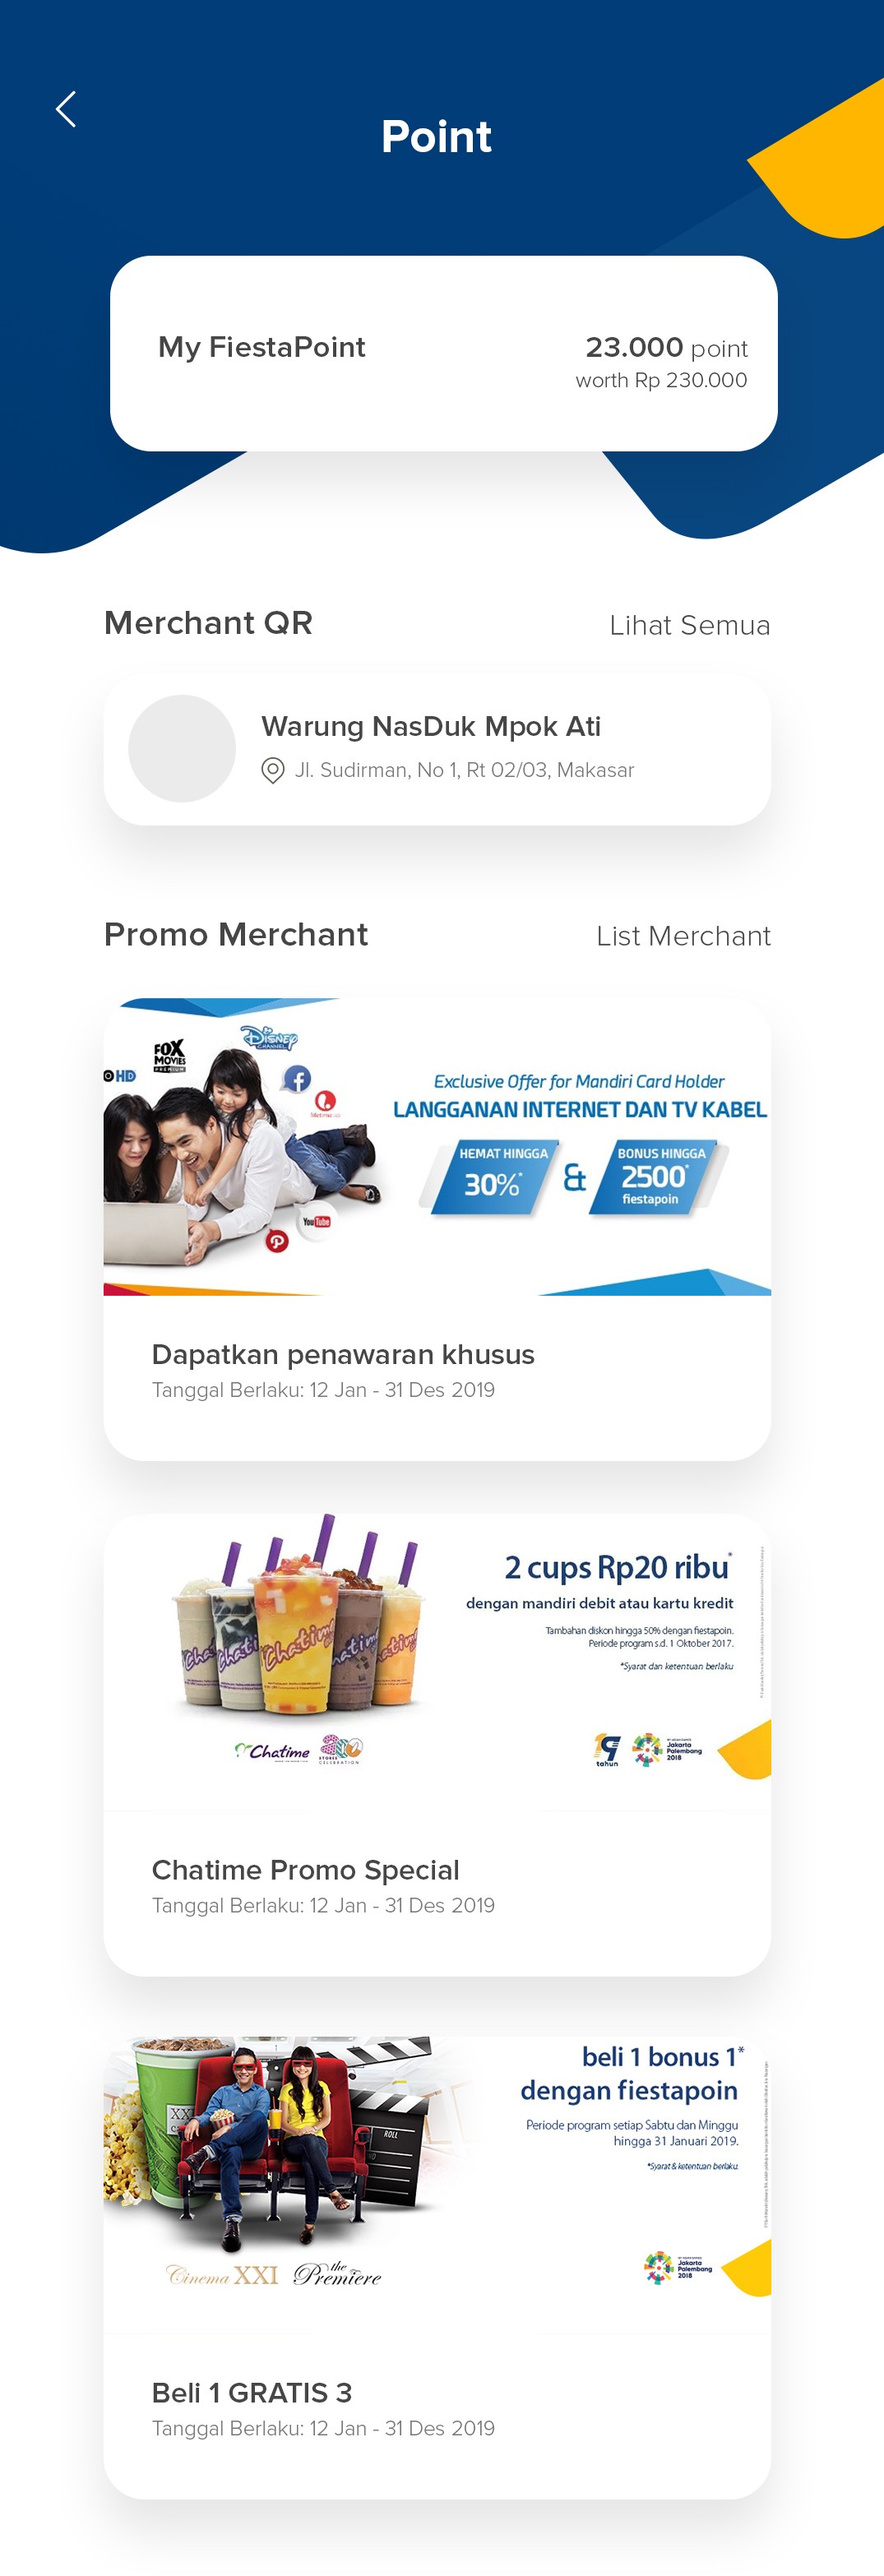 Point
My FiestaPoint
23.000 point
worth Rp 230.000
Merchant QR
Lihat Semua
Warung NasDuk Mpok Ati
Jl. Sudirman, No 1, Rt 02/03, Makasar
Promo Merchant
List Merchant
FOX
MOVIES
PREMIUM
Disney
CHANNEL
HD
Exclusive Offer for Mandiri Card Holder
LANGGANAN INTERNET DAN TV KABEL
HEMAT HINGGA
30%*
&
BONUS HINGGA
2500*
fiestapoin
YouTube
Dapatkan penawaran khusus
Tanggal Berlaku: 12 Jan - 31 Des 2019
2 cups Rp20 ribu*
dengan mandiri debit atau kartu kredit
Tambahan diskon hingga 50% dengan fiestapoin.
Periode program s.d. 1 Oktober 2017.
*Syarat dan ketentuan berlaku
Chatime
Chatime
STORES
CELEBRATION
19
tahun
Jakarta
Palembang
2018
Chatime Promo Special
Tanggal Berlaku: 12 Jan - 31 Des 2019
beli 1 bonus 1*
dengan fiestapoin
Periode program setiap Sabtu dan Minggu
hingga 31 Januari 2019.
*Syarat & ketentuan berlaku.
XXI
ROLL
Cinema XXI
the Premiere
Jakarta
Palembang
2018
Beli 1 GRATIS 3
Tanggal Berlaku: 12 Jan - 31 Des 2019